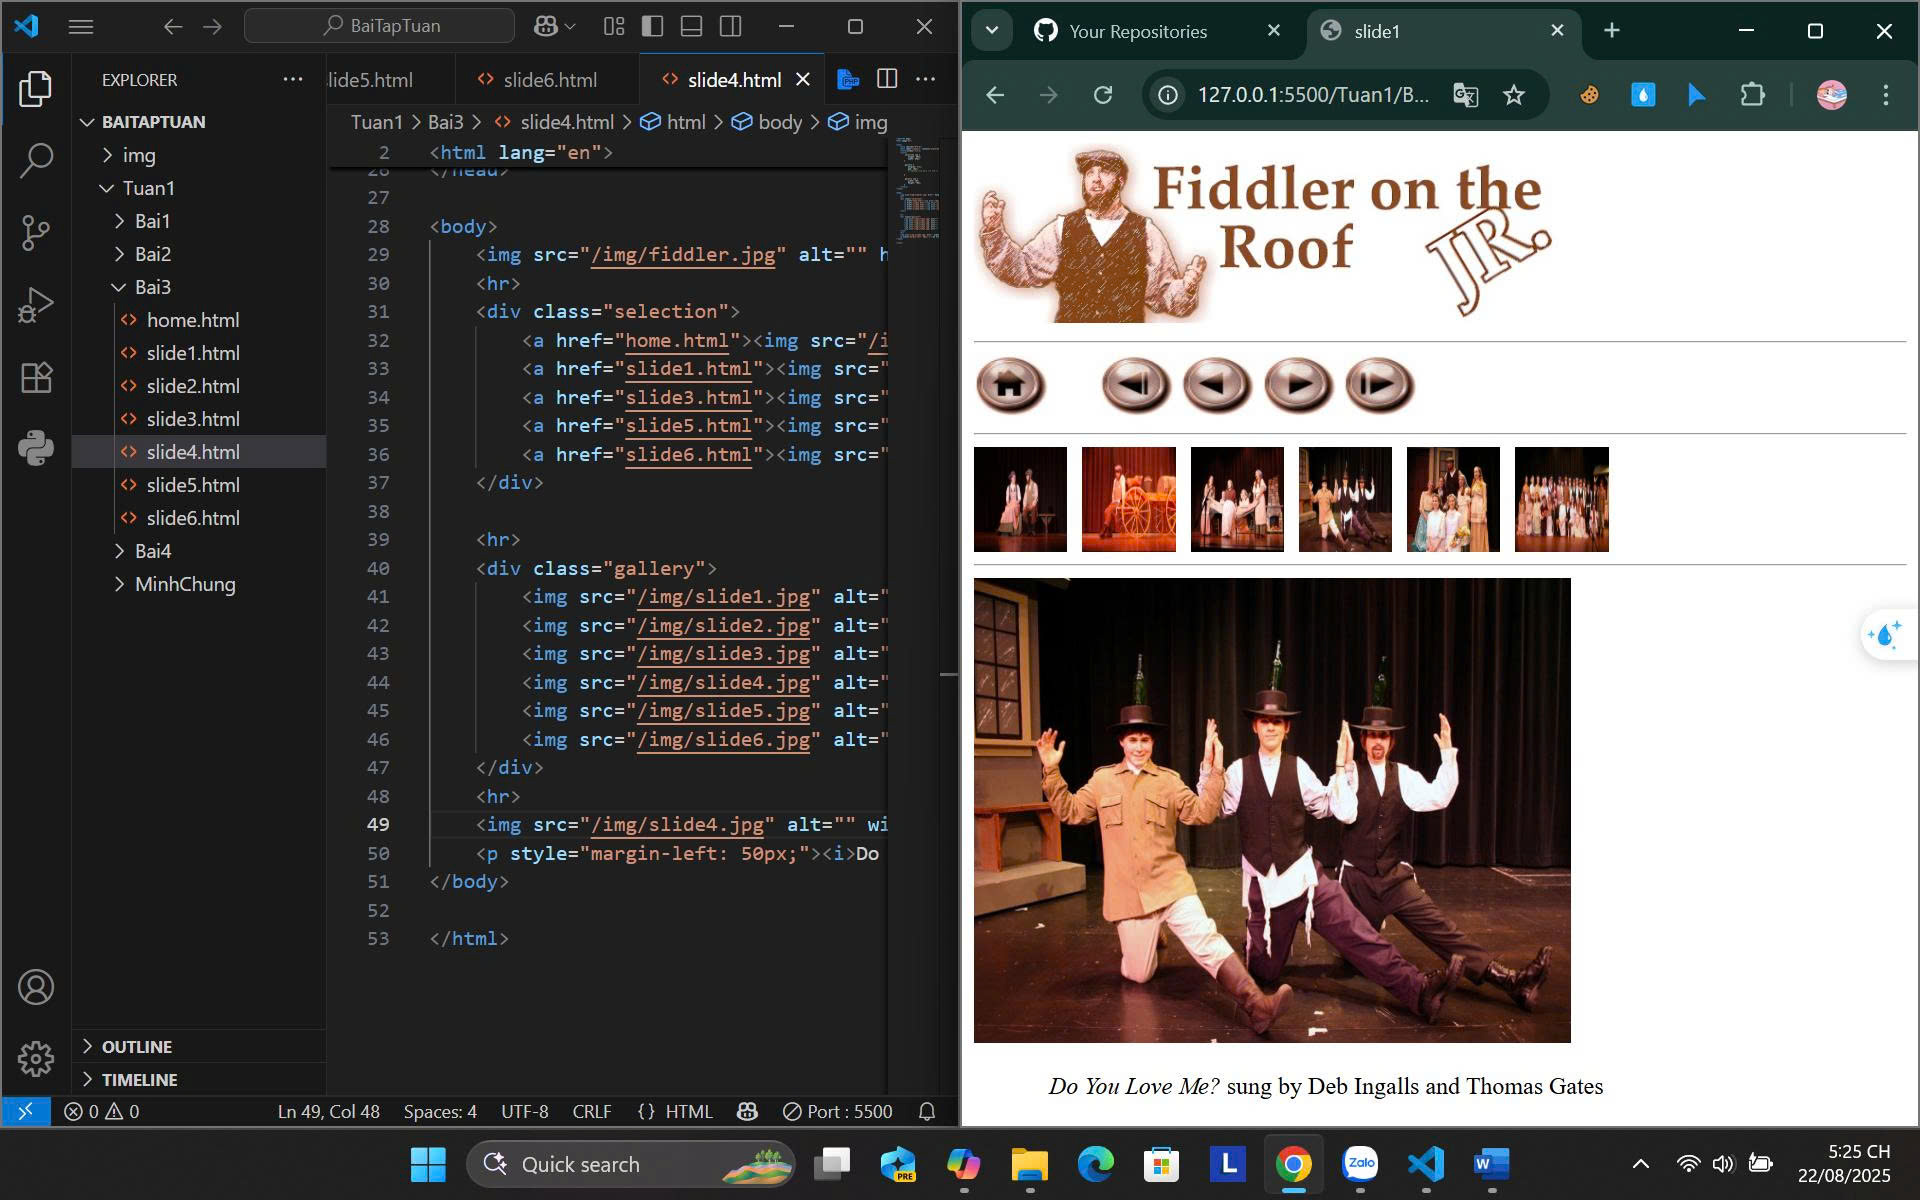 BaiTapTuan
EXPLORER
BAITAPTUAN
img
Tuan1
Bai1
Bai2
Bai3
home.html
slide1.html
slide2.html
slide3.html
slide4.html
slide5.html
slide6.html
Bai4
MinhChung
OUTLINE
TIMELINE
lide5.html
slide6.html
slide4.html
PHP
Tuan1 > Bai3 > slide4.html > html > body > img
2 <html lang="en">
26 </head>
27
28 <body>
29 <img src="/img/fiddler.jpg" alt="" h
30 <hr>
31 <div class="selection">
32 <a href="home.html"><img src="/i
33 <a href="slide1.html"><img src="
34 <a href="slide3.html"><img src="
35 <a href="slide5.html"><img src="
36 <a href="slide6.html"><img src="
37 </div>
38
39 <hr>
40 <div class="gallery">
41 <img src="/img/slide1.jpg" alt="
42 <img src="/img/slide2.jpg" alt="
43 <img src="/img/slide3.jpg" alt="
44 <img src="/img/slide4.jpg" alt="
45 <img src="/img/slide5.jpg" alt="
46 <img src="/img/slide6.jpg" alt="
47 </div>
48 <hr>
49 <img src="/img/slide4.jpg" alt="" wi
50 <p style="margin-left: 50px;"><i>Do
51 </body>
52
53 </html>
0 0 Ln 49, Col 48 Spaces: 4 UTF-8 CRLF {} HTML Port : 5500
Your Repositories
slide1
127.0.0.1:5500/Tuan1/B...
Fiddler on the
Roof JR.
Do You Love Me? sung by Deb Ingalls and Thomas Gates
Quick search
PRE
L
Zalo
W
5:25 CH
22/08/2025